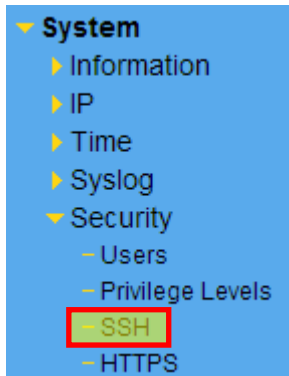 System
Information
IP
Time
Syslog
Security
Users
Privilege Levels
SSH
HTTPS